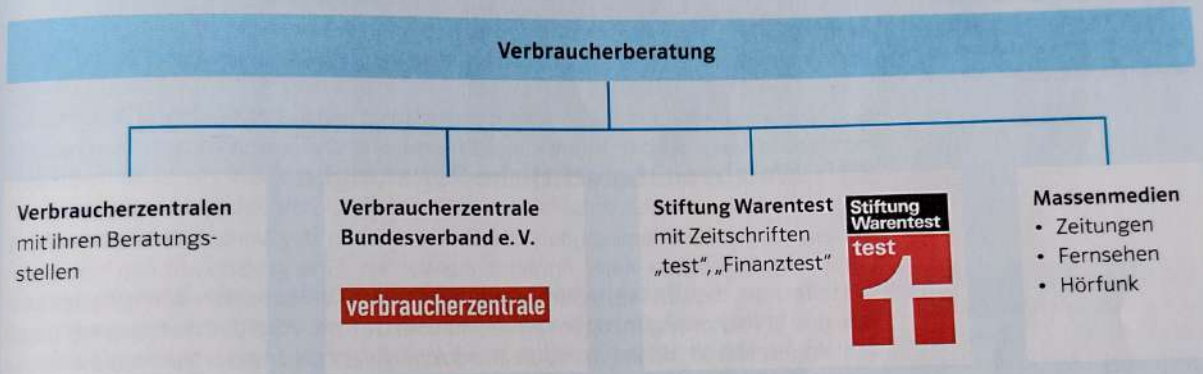 Verbraucherberatung
Verbraucherzentralen
mit ihren Beratungs-
stellen
Verbraucherzentrale
Bundesverband e. V.
verbraucherzentrale
Stiftung Warentest
mit Zeitschriften
„test“, „Finanztest“
Stiftung
Warentest
test
Massenmedien
• Zeitungen
• Fernsehen
• Hörfunk